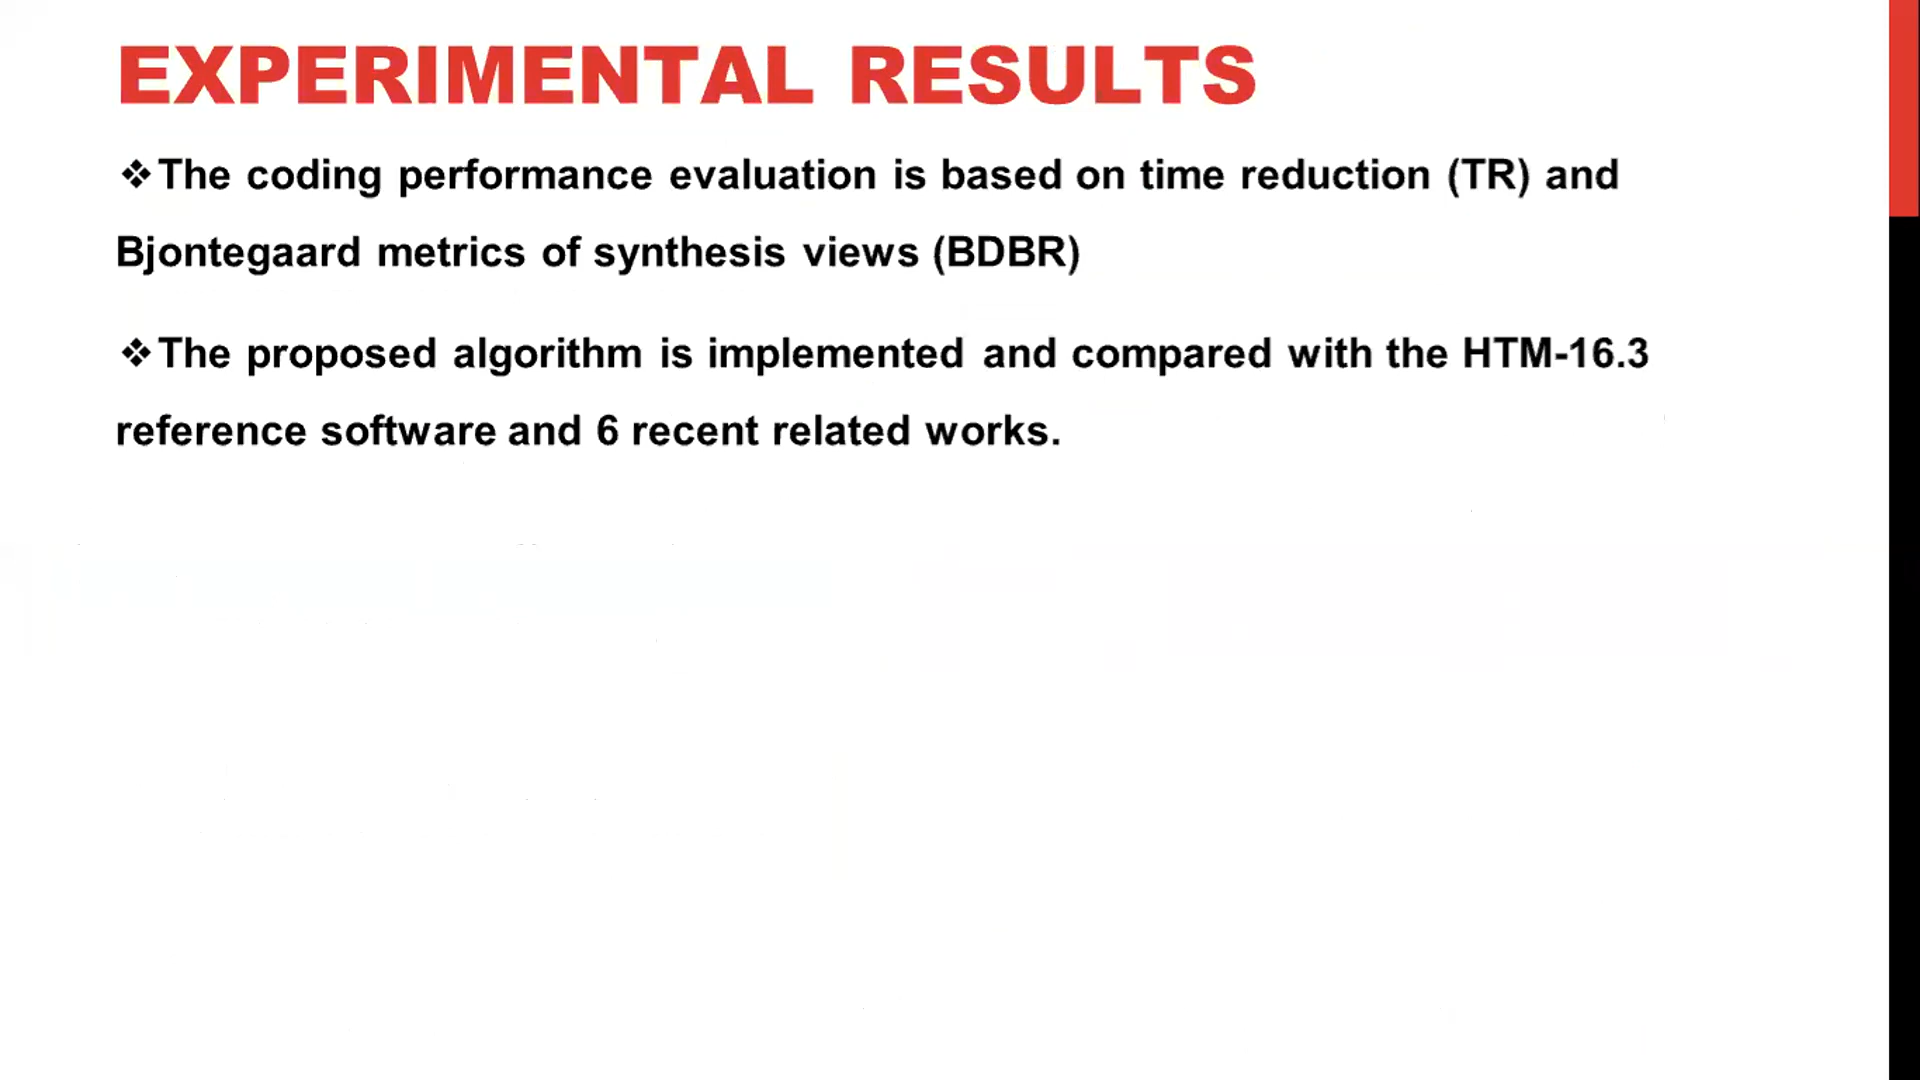 EXPERIMENTAL RESULTS
❖The coding performance evaluation is based on time reduction (TR) and
Bjontegaard metrics of synthesis views (BDBR)
❖The proposed algorithm is implemented and compared with the HTM-16.3
reference software and 6 recent related works.